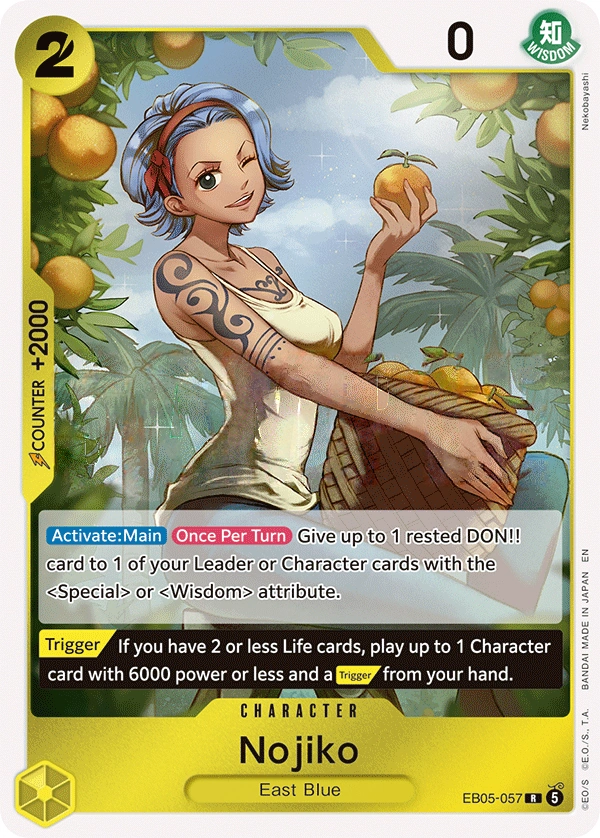 2
0
知
WISDOM
Nekobayashi
COUNTER +2000
Activate:Main Once Per Turn Give up to 1 rested DON!!
card to 1 of your Leader or Character cards with the
<Special> or <Wisdom> attribute.
Trigger If you have 2 or less Life cards, play up to 1 Character
card with 6000 power or less and a Trigger from your hand.
CHARACTER
Nojiko
East Blue
EB05-057 R 5
©EO/S ©E.O./S., T.A. BANDAI MADE IN JAPAN EN